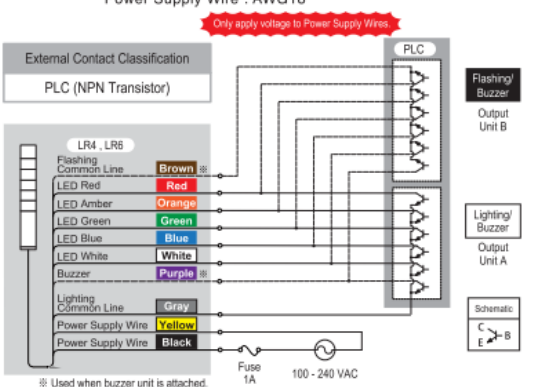 Power Supply Wire : AWG18
Only apply voltage to Power Supply Wires.
External Contact Classification
PLC (NPN Transistor)
PLC
Flashing/
Buzzer
Output
Unit B
LR4 , LR6
Flashing
Common Line
Brown ※
LED Red
Red
LED Amber
Orange
LED Green
Green
LED Blue
Blue
LED White
White
Buzzer
Purple ※
Lighting
Common Line
Gray
Power Supply Wire
Yellow
Power Supply Wire
Black
Lighting/
Buzzer
Output
Unit A
Schematic
C
E
B
Fuse
1A
100 - 240 VAC
※ Used when buzzer unit is attached.